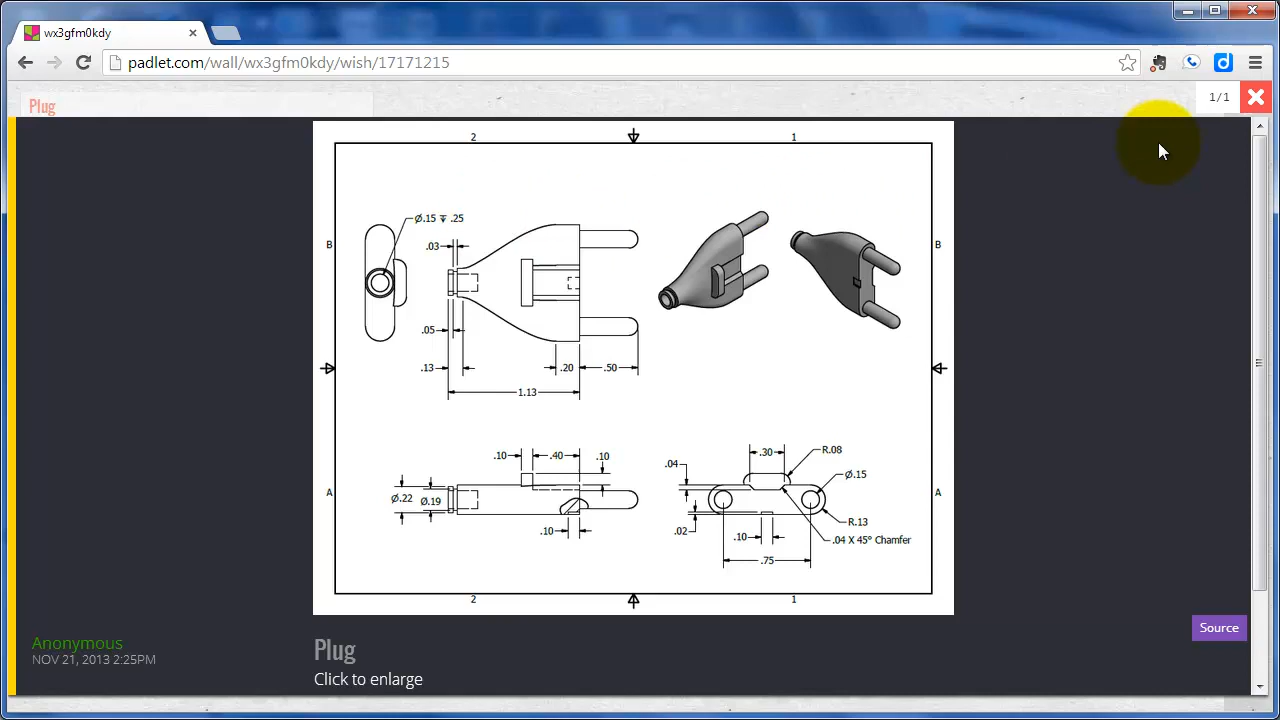 wx3gfm0kdy
padlet.com/wall/wx3gfm0kdy/wish/17171215
Plug
1/1
2
1
Ø.15 ↧ .25
B
.03
B
.05
.13
.20
.50
1.13
.10
.40
.10
.04
.30
R.08
Ø.15
A
Ø.22
Ø.19
A
R.13
.10
.02
.10
.04 X 45° Chamfer
.75
2
1
Source
Anonymous
NOV 21, 2013 2:25PM
Plug
Click to enlarge